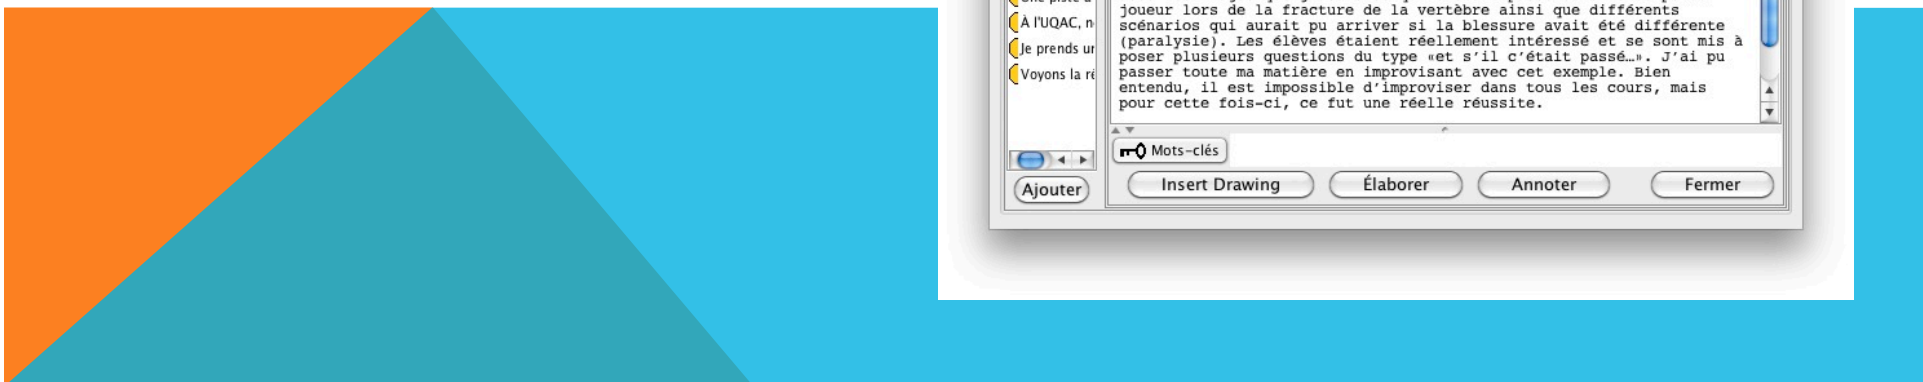 À l'UQAC, n
Je prends un
Voyons la ré
Ajouter
joueur lors de la fracture de la vertèbre ainsi que différents
scénarios qui aurait pu arriver si la blessure avait été différente
(paralysie). Les élèves étaient réellement intéressé et se sont mis à
poser plusieurs questions du type «et s'il c'était passé…». J'ai pu
passer toute ma matière en improvisant avec cet exemple. Bien
entendu, il est impossible d'improviser dans tous les cours, mais
pour cette fois-ci, ce fut une réelle réussite.
Mots-clés
Insert Drawing Élaborer Annoter Fermer